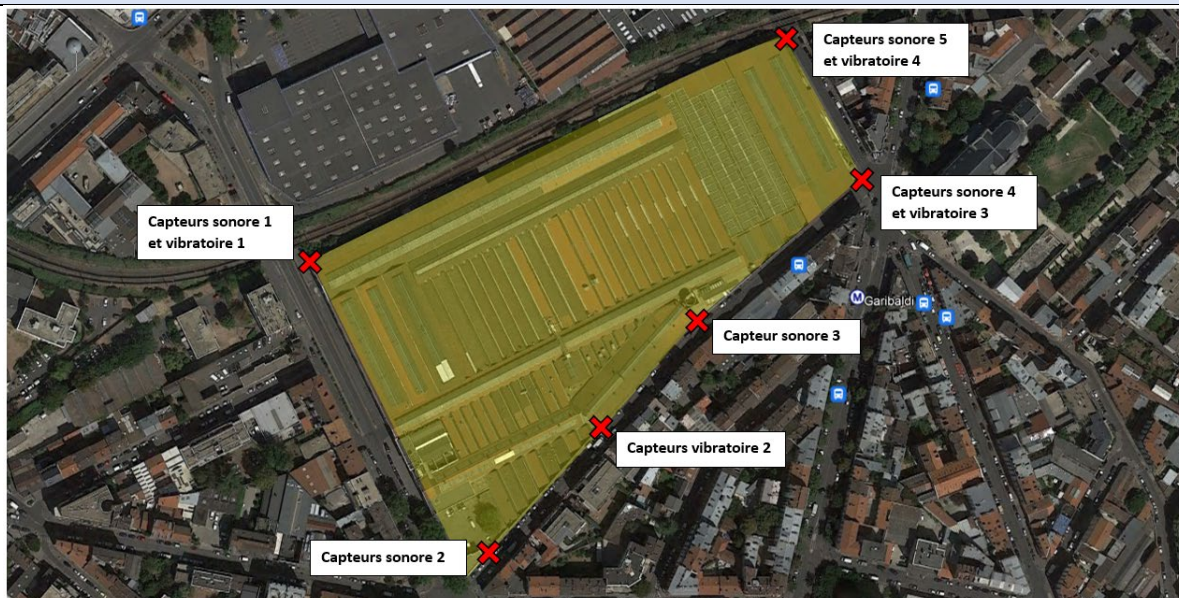 Capteurs sonore 5
et vibratoire 4
Capteurs sonore 4
et vibratoire 3
Capteurs sonore 1
et vibratoire 1
M Garibaldi
Capteur sonore 3
Capteurs vibratoire 2
Capteurs sonore 2